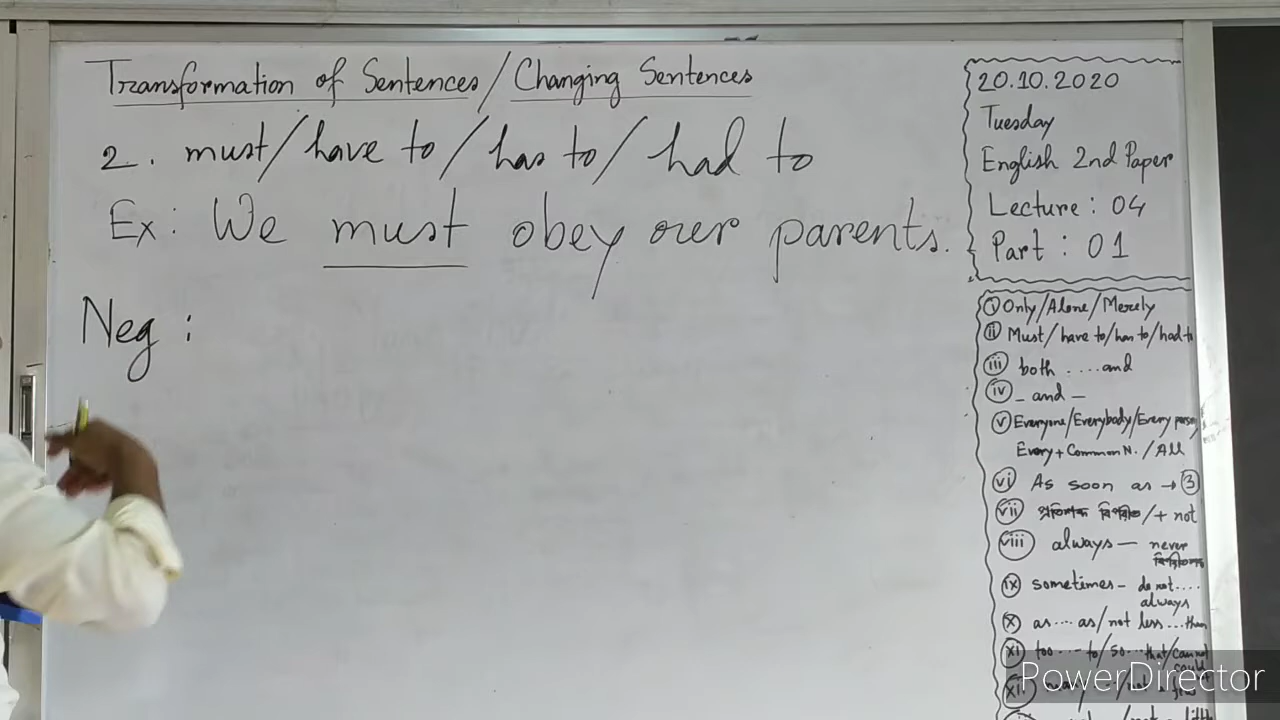 Transformation of Sentences/Changing Sentences
2. must/have to/has to/had to
Ex: We must obey our parents.
Neg:
20.10.2020
Tuesday
English 2nd Paper
Lecture: 04
Part: 01
(i) Only/Alone/Merely
(ii) Must/have to/has to/had to
(iii) both ....and
(iv) _ and _
(v) Everyone/Everybody/Every person
Every + Common N. / All
(vi) As soon as → 3
(vii) /+ not
(viii) always — never
(ix) sometimes - do not....
always
(x) as ... as/not less ... than
(xi) too ... to/so ... that/cannot
could
(xii)
PowerDirector